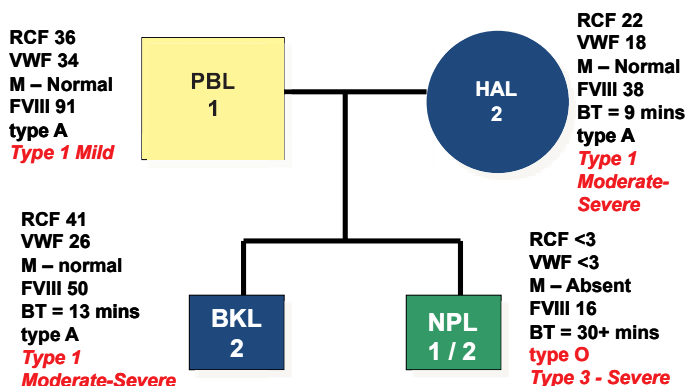 RCF 36
VWF 34
M – Normal
FVIII 91
type A
Type 1 Mild
PBL
1
HAL
2
RCF 22
VWF 18
M – Normal
FVIII 38
BT = 9 mins
type A
Type 1
Moderate-
Severe
RCF 41
VWF 26
M – normal
FVIII 50
BT = 13 mins
type A
Type 1
Moderate-Severe
BKL
2
NPL
1 / 2
RCF <3
VWF <3
M – Absent
FVIII 16
BT = 30+ mins
type O
Type 3 - Severe